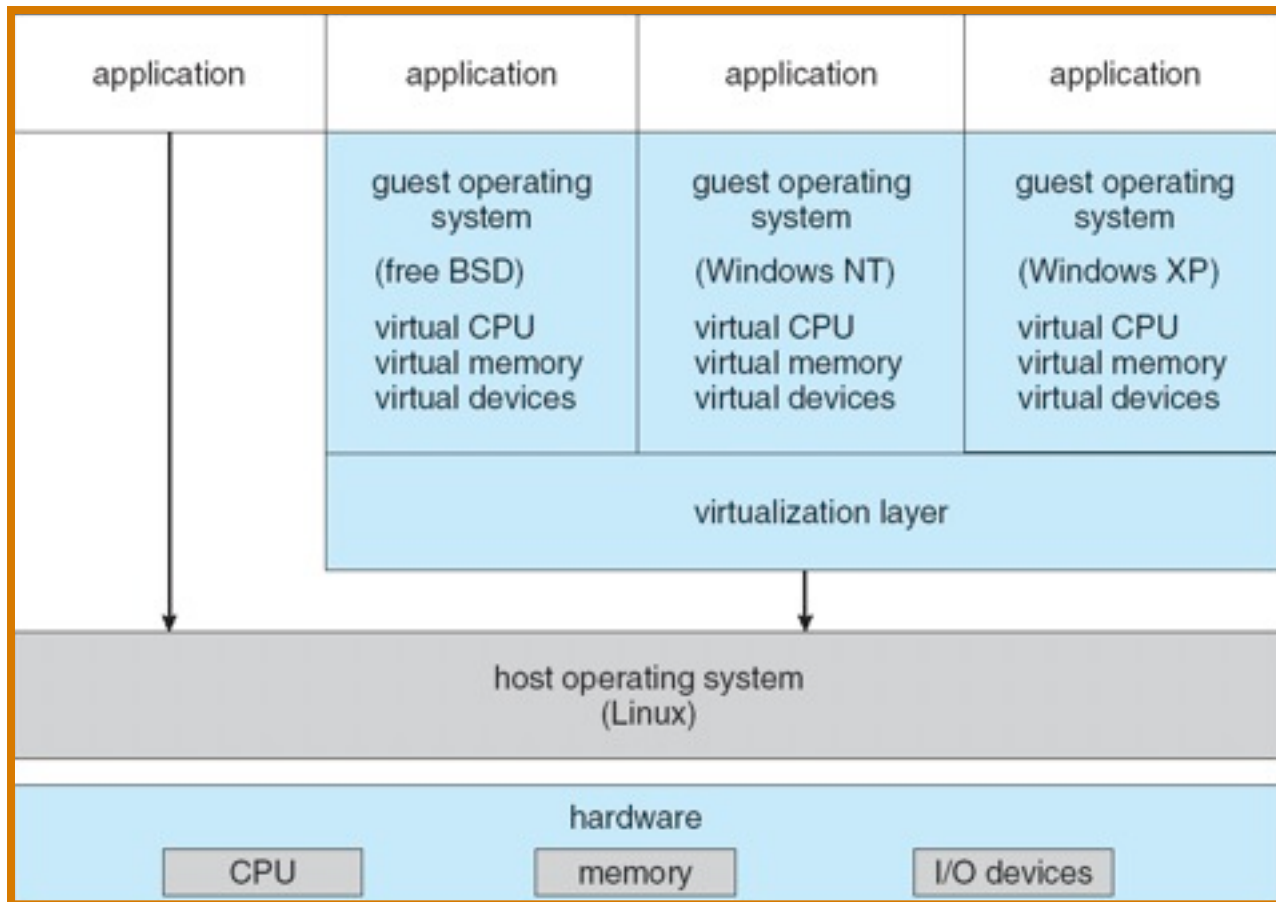 application
application
application
application
guest operating
system
(free BSD)
virtual CPU
virtual memory
virtual devices
guest operating
system
(Windows NT)
virtual CPU
virtual memory
virtual devices
guest operating
system
(Windows XP)
virtual CPU
virtual memory
virtual devices
virtualization layer
host operating system
(Linux)
hardware
CPU
memory
I/O devices